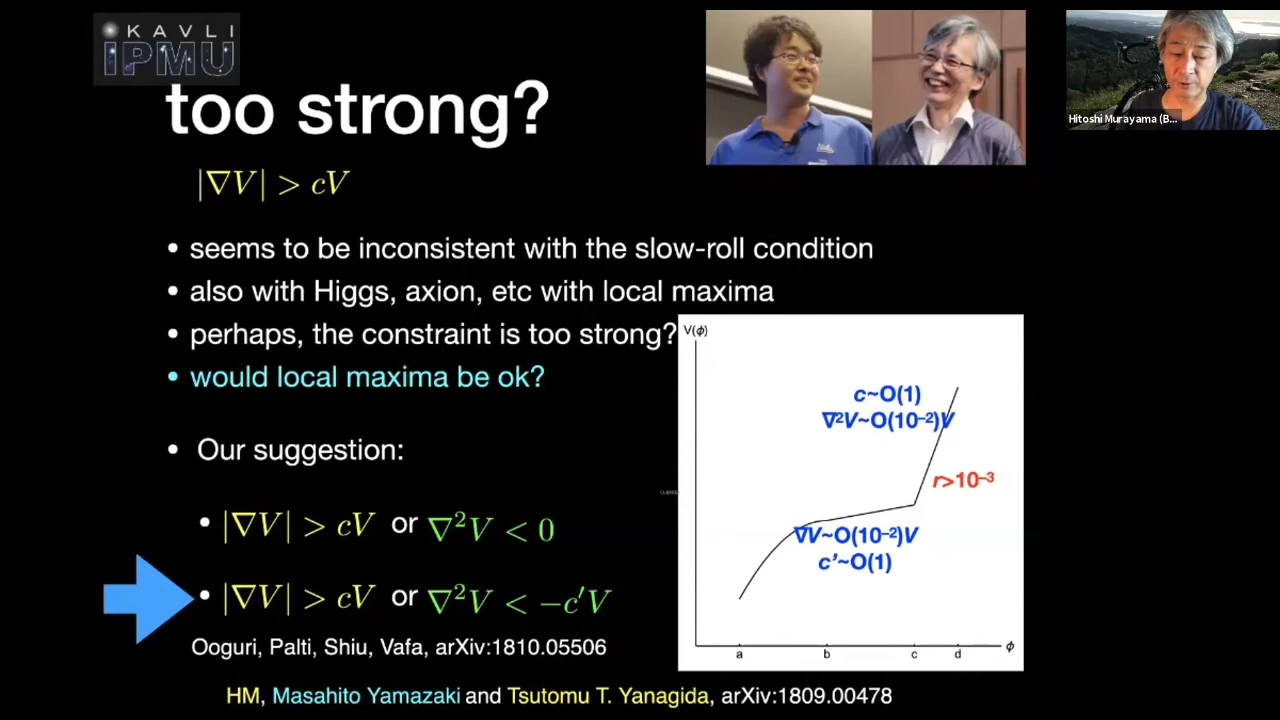 KAVLI
IPMU
too strong?
|∇V| > cV
• seems to be inconsistent with the slow-roll condition
• also with Higgs, axion, etc with local maxima
• perhaps, the constraint is too strong?
• would local maxima be ok?
• Our suggestion:
• |∇V| > cV or ∇²V < 0
• |∇V| > cV or ∇²V < −c′V
Ooguri, Palti, Shiu, Vafa, arXiv:1810.05506
HM, Masahito Yamazaki and Tsutomu T. Yanagida, arXiv:1809.00478
Hitoshi Murayama (B...
V(ϕ)
c~O(1)
∇²V~O(10⁻²)V
r>10⁻³
∇V~O(10⁻²)V
c'~O(1)
a b c d ϕ